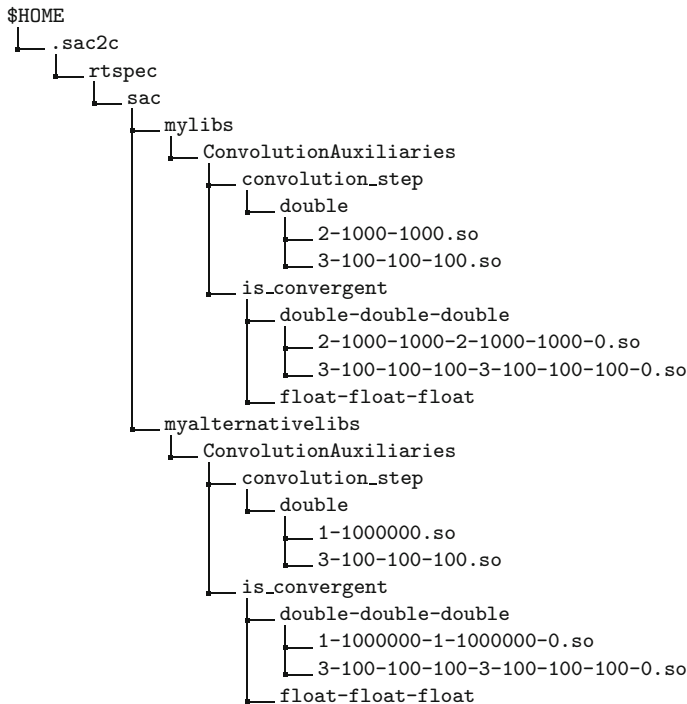 $HOME
.sac2c
rtspec
sac
mylibs
ConvolutionAuxiliaries
convolution_step
double
2-1000-1000.so
3-100-100-100.so
is_convergent
double-double-double
2-1000-1000-2-1000-1000-0.so
3-100-100-100-3-100-100-100-0.so
float-float-float
myalternativelibs
ConvolutionAuxiliaries
convolution_step
double
1-1000000.so
3-100-100-100.so
is_convergent
double-double-double
1-1000000-1-1000000-0.so
3-100-100-100-3-100-100-100-0.so
float-float-float